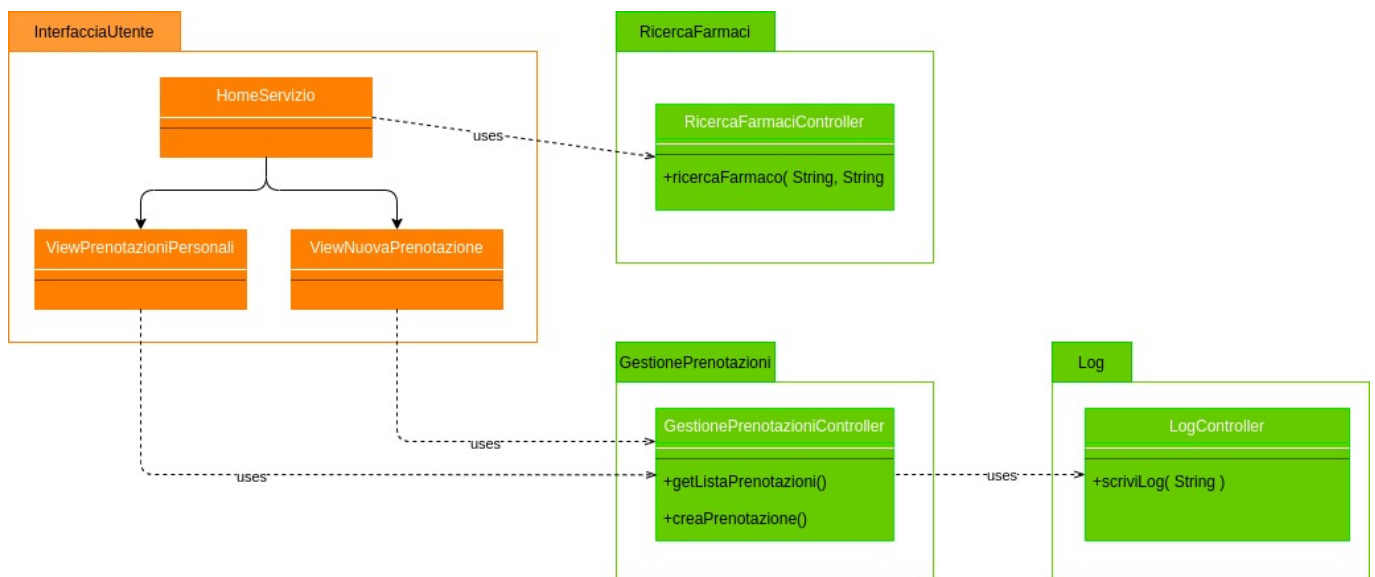 InterfacciaUtente
HomeServizio
ViewPrenotazioniPersonali
ViewNuovaPrenotazione
uses
RicercaFarmaci
RicercaFarmaciController
+ricercaFarmaco( String, String
uses
uses
GestionePrenotazioni
GestionePrenotazioniController
+getListaPrenotazioni()
+creaPrenotazione()
uses
Log
LogController
+scriviLog( String )